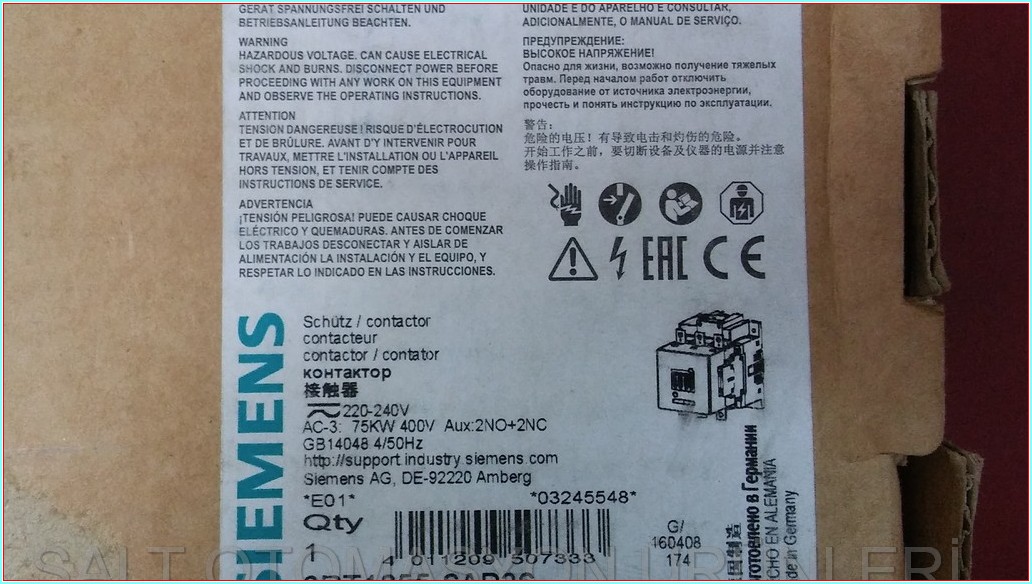 GERÄT SPANNUNGSFREI SCHALTEN UND
BETRIEBSANLEITUNG BEACHTEN.
WARNING
HAZARDOUS VOLTAGE. CAN CAUSE ELECTRICAL
SHOCK AND BURNS. DISCONNECT POWER BEFORE
PROCEEDING WITH ANY WORK ON THIS EQUIPMENT
AND OBSERVE THE OPERATING INSTRUCTIONS.
ATTENTION
TENSION DANGEREUSE! RISQUE D'ÉLECTROCUTION
ET DE BRÛLURE. AVANT D'Y INTERVENIR POUR
TRAVAUX, METTRE L'INSTALLATION OU L'APPAREIL
HORS TENSION, ET TENIR COMPTE DES
INSTRUCTIONS DE SERVICE.
ADVERTENCIA
¡TENSIÓN PELIGROSA! PUEDE CAUSAR CHOQUE
ELÉCTRICO Y QUEMADURAS. ANTES DE COMENZAR
LOS TRABAJOS DESCONECTAR Y AISLAR DE
ALIMENTACIÓN LA INSTALACIÓN Y EL EQUIPO, Y
RESPETAR LO INDICADO EN LAS INSTRUCCIONES.
UNIDADE E DO APARELHO E CONSULTAR,
ADICIONALMENTE, O MANUAL DE SERVIÇO.
ПРЕДУПРЕЖДЕНИЕ:
ВЫСОКОЕ НАПРЯЖЕНИЕ!
Опасно для жизни, возможно получение тяжелых
травм. Перед началом работ отключить
оборудование от источника электроэнергии,
прочесть и понять инструкцию по эксплуатации.
警告:
危险的电压!有导致电击和灼伤的危险。
开始工作之前,要切断设备及仪器的电源并注意
操作指南。
EAC CE
SIEMENS
Schütz / contactor
contacteur
contactor / contator
контактор
接触器
220-240V
AC-3: 75KW 400V Aux:2NO+2NC
GB14048.4/50Hz
http://support.industry.siemens.com
Siemens AG, DE-92220 Amberg
*E01* *03245548*
Qty
1
4 011209 507333
G/
160408
174
готовлено в Германии
CHO EN ALEMANIA
de in Germany